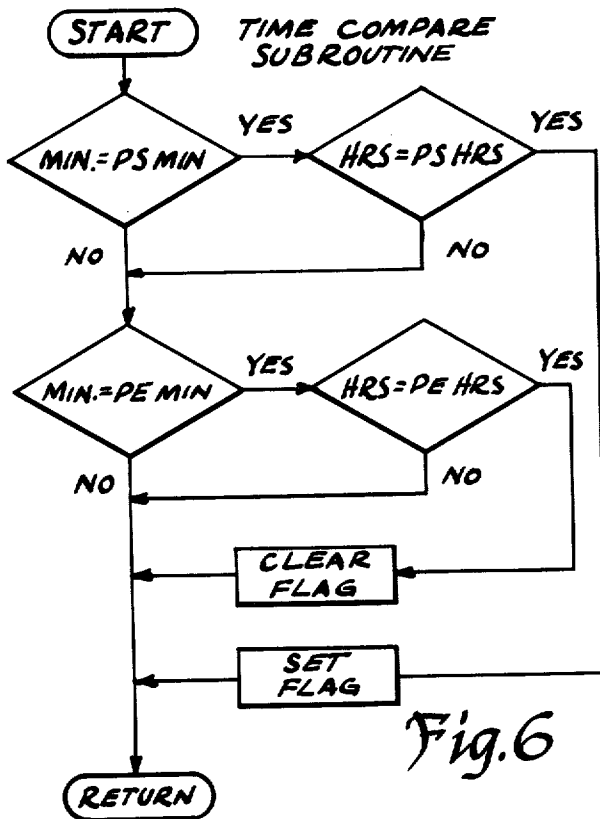 START
TIME COMPARE
SUBROUTINE
MIN.=PS MIN
YES
HRS=PS HRS
YES
NO
NO
MIN.=PE MIN
YES
HRS=PE HRS
YES
NO
NO
CLEAR
FLAG
SET
FLAG
Fig.6
RETURN